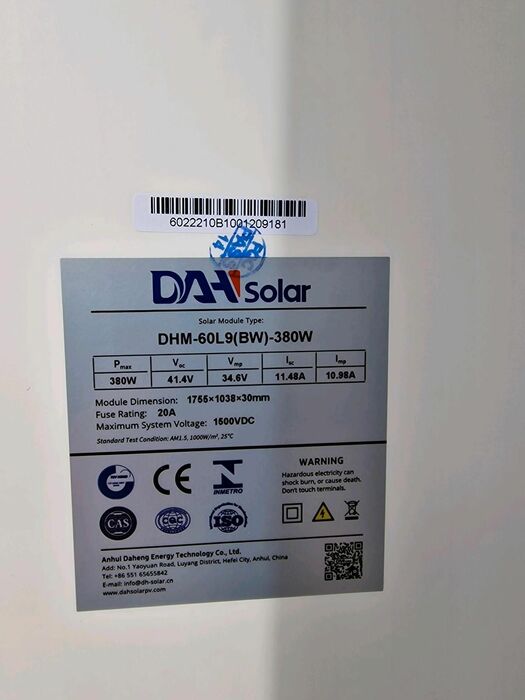 6022210B1001209181
14
DAH Solar
Solar Module Type:
DHM-60L9(BW)-380W
Pmax Voc Vmp Isc Imp
380W 41.4V 34.6V 11.48A 10.98A
Module Dimension: 1755×1038×30mm
Fuse Rating: 20A
Maximum System Voltage: 1500VDC
Standard Test Condition: AM1.5, 1000W/m², 25℃
CE
INMETRO
WARNING
Hazardous electricity can
shock burn, or cause death.
Don't touch terminals.
CAS
CQC
ISO
Anhui Daheng Energy Technology Co., Ltd.
Add: No.1 Yaoyuan Road, Luyang District, Hefei City, Anhui, China
Tel: +86 551 65655842
E-mail: info@dh-solar.cn
www.dahsolarpv.com